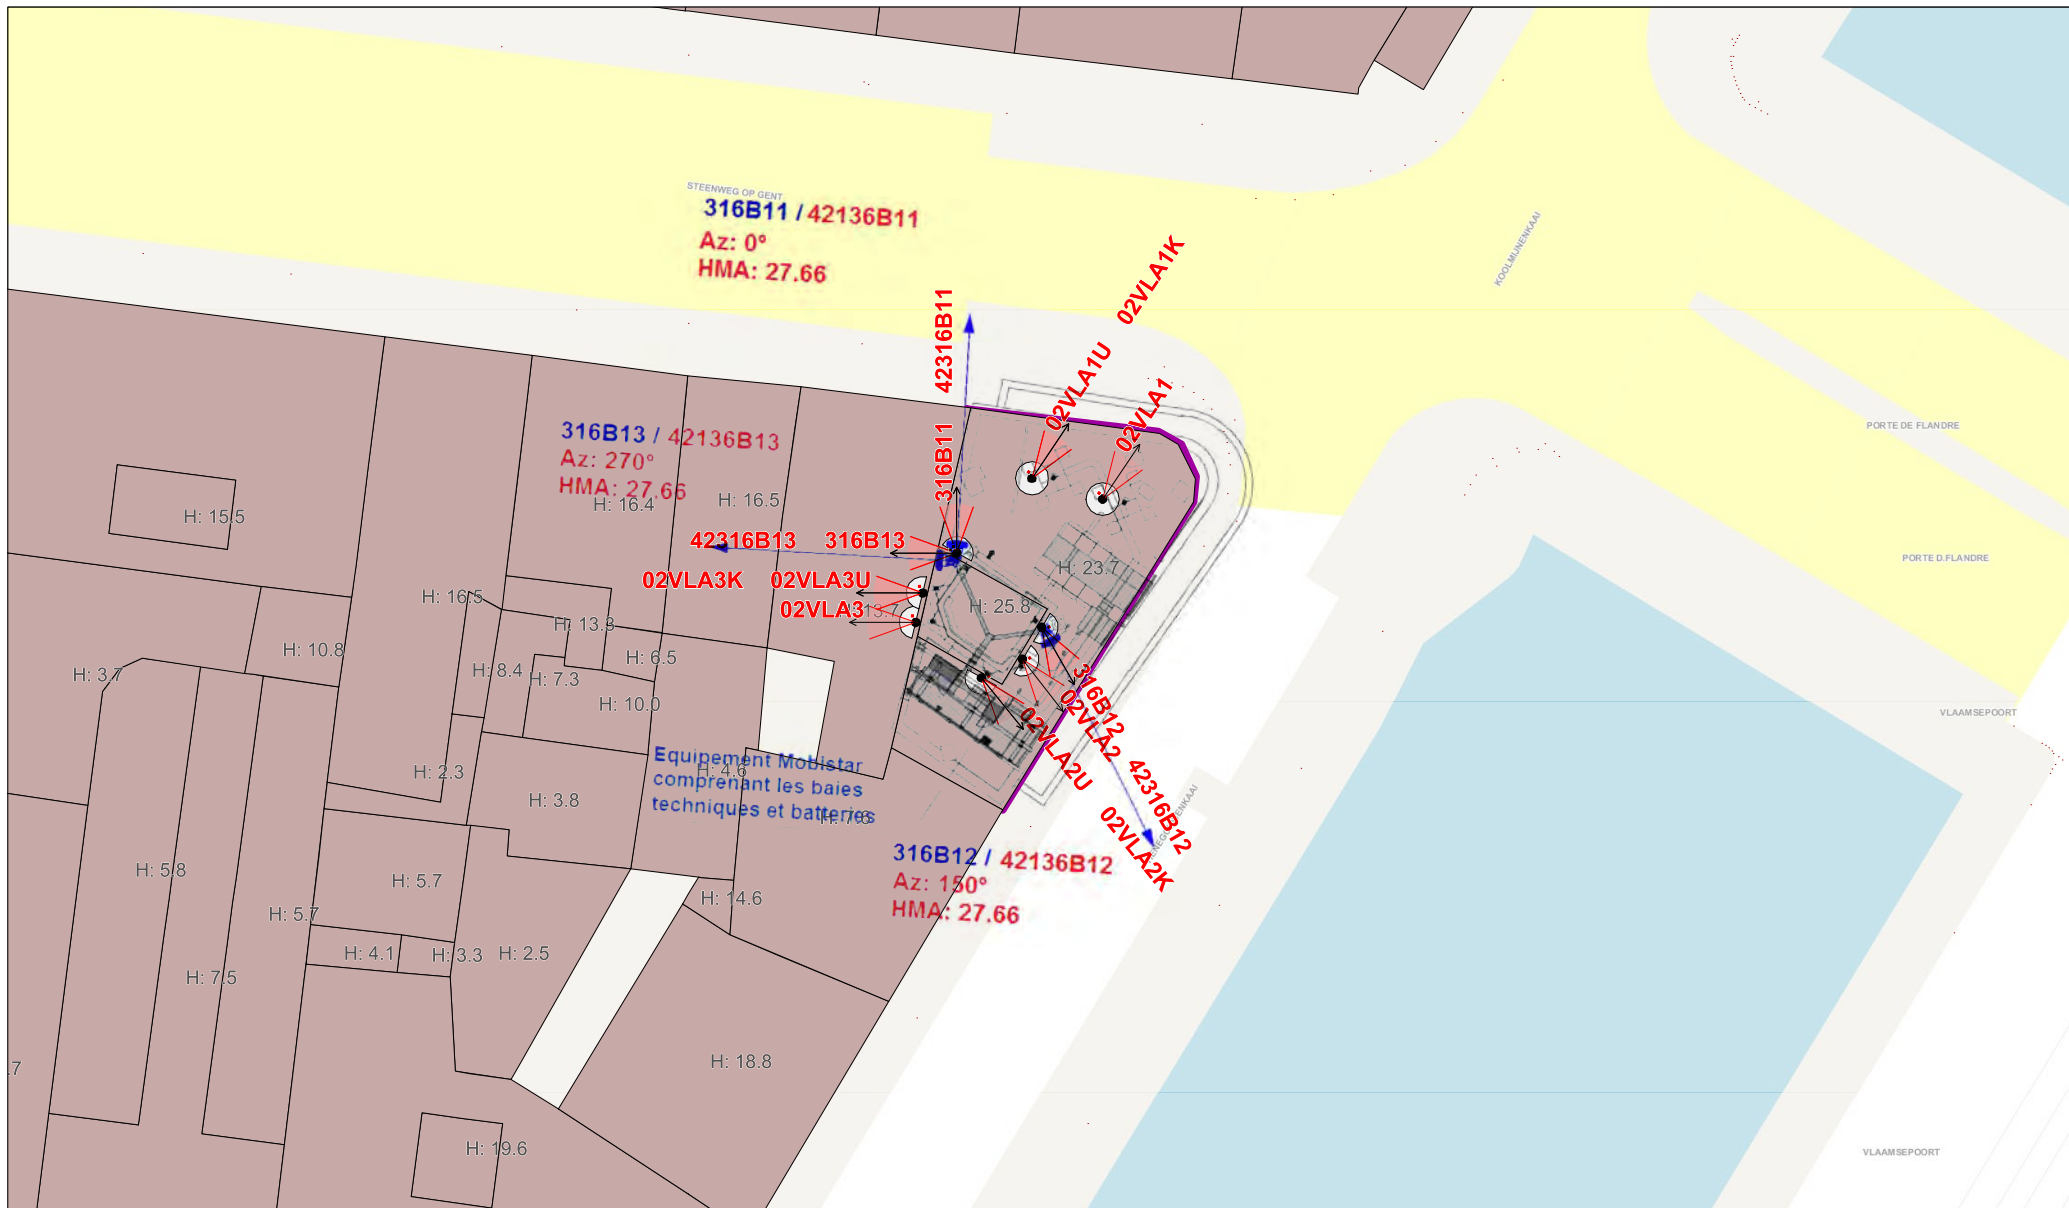 STEENWEG OP GENT
316B11 / 42136B11
Az: 0°
HMA: 27.66
KOOLMIJNENKAAI
02VLA1K
42316B11
02VLA1U
02VLA1
316B11
PORTE DE FLANDRE
316B13 / 42136B13
Az: 270°
HMA: 27.66
H: 16.4
H: 16.5
H: 15.5
42316B13
316B13
PORTE D.FLANDRE
H: 23.7
02VLA3K
02VLA3U
02VLA3
H: 25.8
H: 16.5
H: 13.3
H: 10.8
H: 6.5
H: 8.4
H: 7.3
H: 3.7
H: 10.0
316B12
02VLA2
02VLA2U
VLAAMSEPOORT
Equipement Mobistar
comprenant les baies
techniques et batteries
H: 4.6
H: 2.3
H: 3.8
H: 7.6
42316B12
02VLA2K
316B12 / 42136B12
Az: 150°
HMA: 27.66
H: 5.8
H: 5.7
H: 14.6
H: 5.7
H: 4.1
H: 3.3
H: 2.5
H: 7.5
H: 18.8
.7
H: 19.6
VLAAMSEPOORT